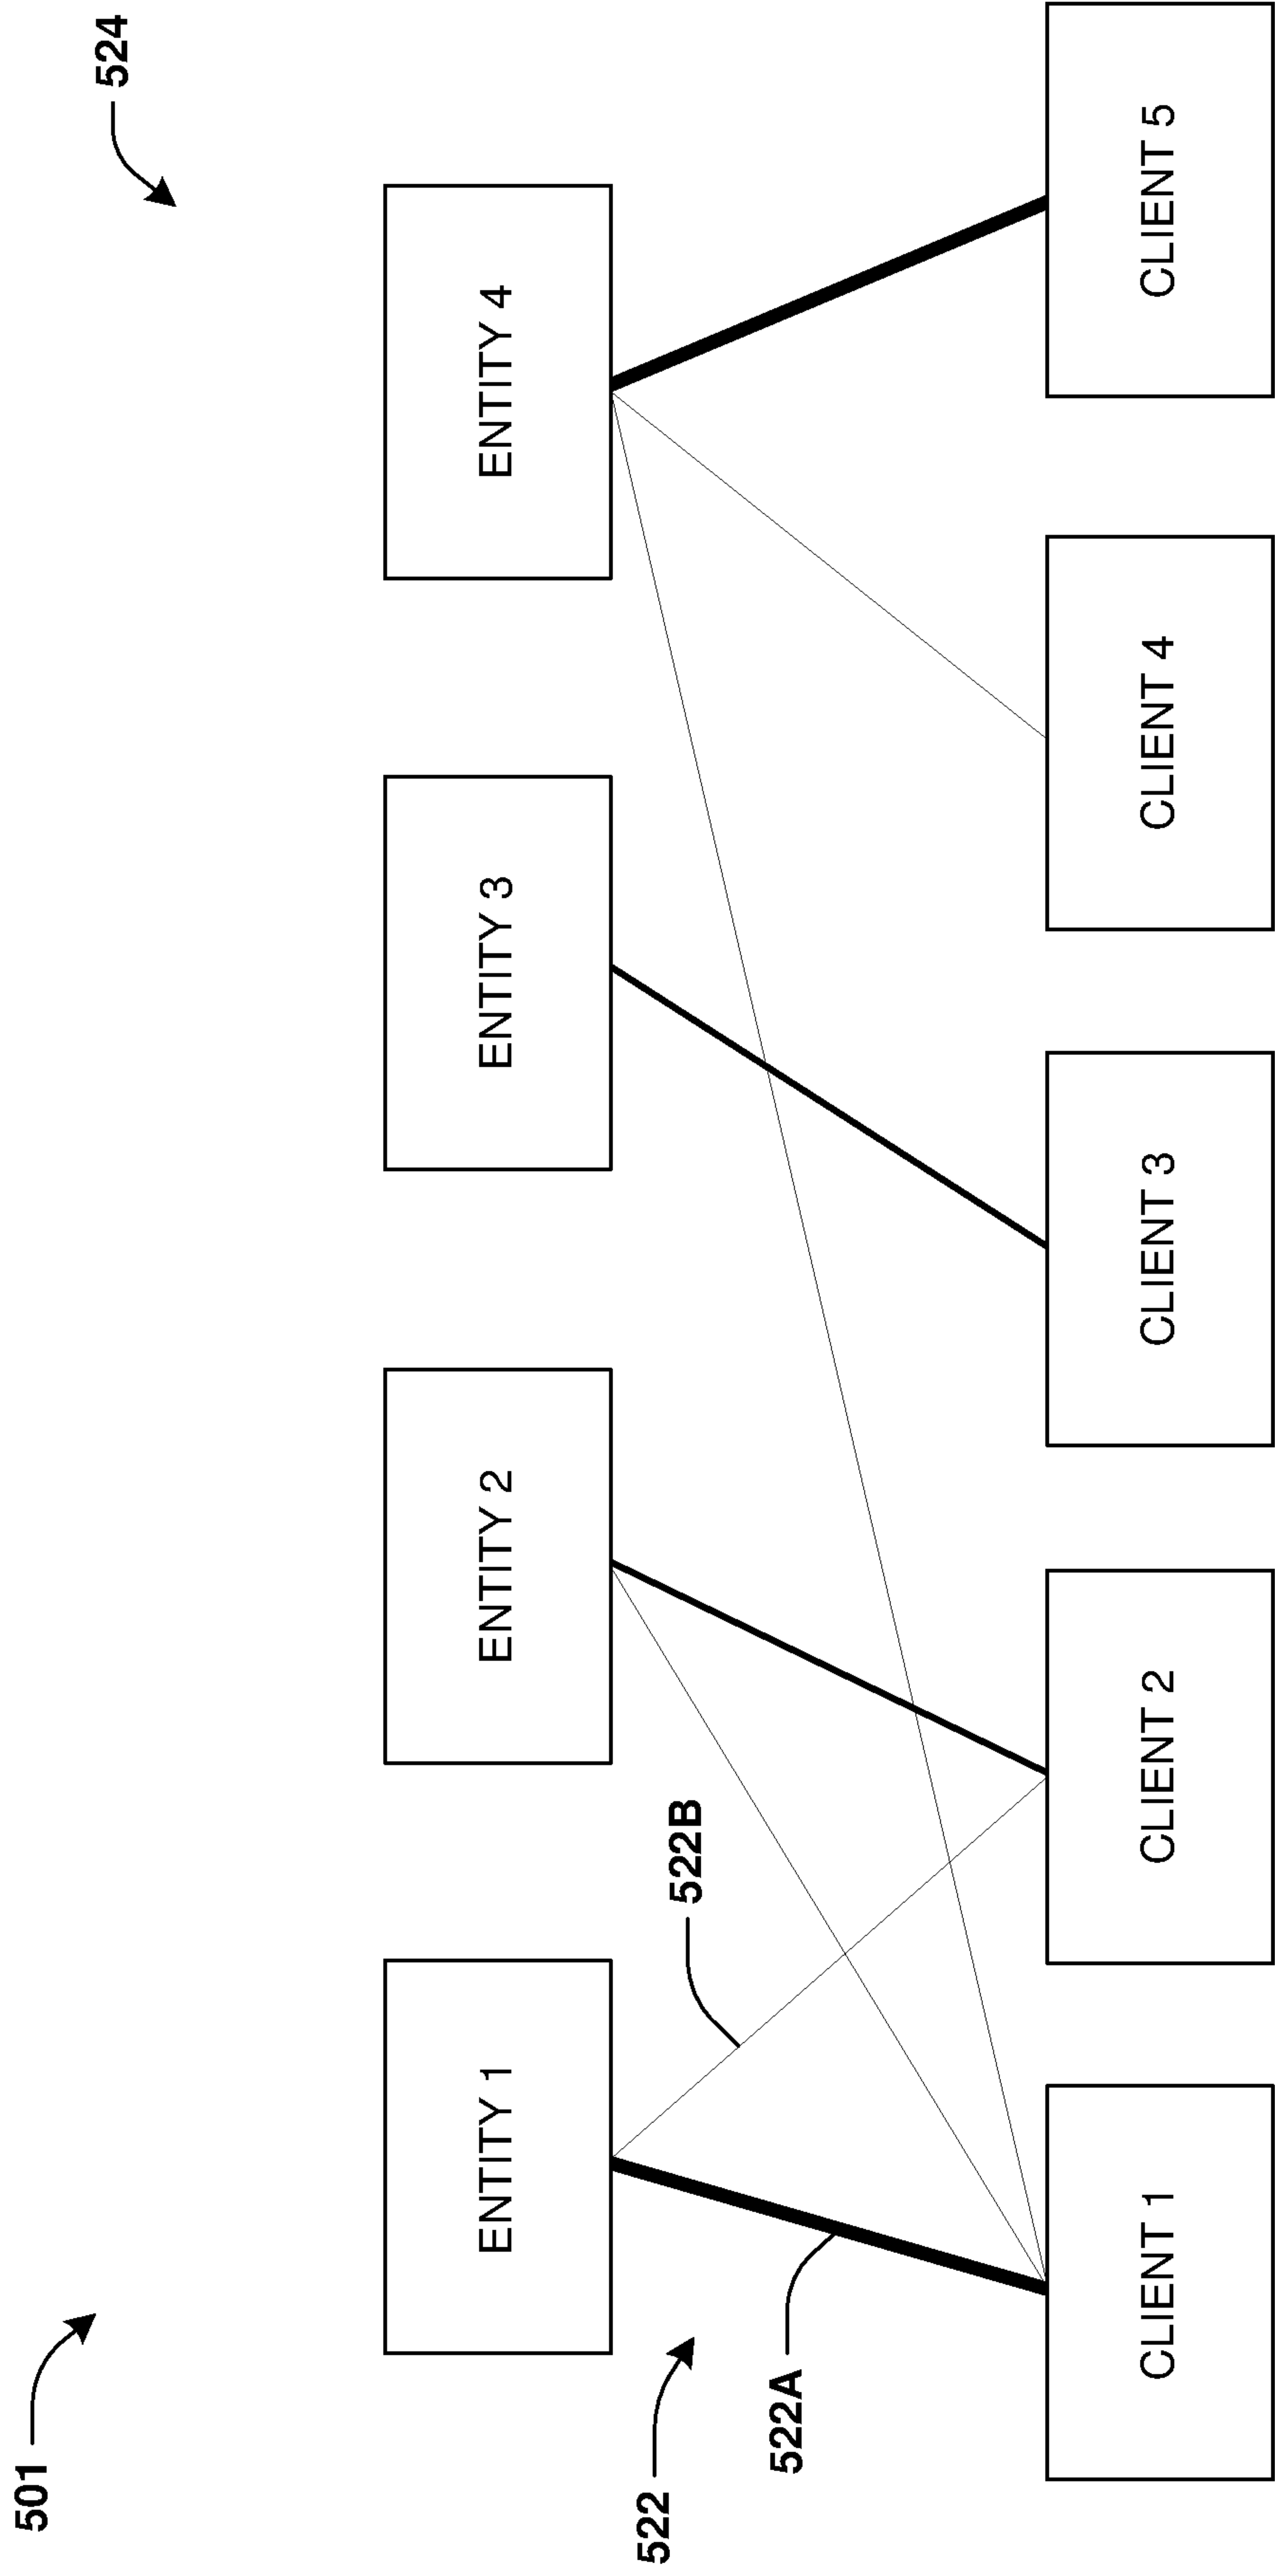 501
524
ENTITY 1
ENTITY 2
ENTITY 3
ENTITY 4
522
522A
522B
CLIENT 1
CLIENT 2
CLIENT 3
CLIENT 4
CLIENT 5